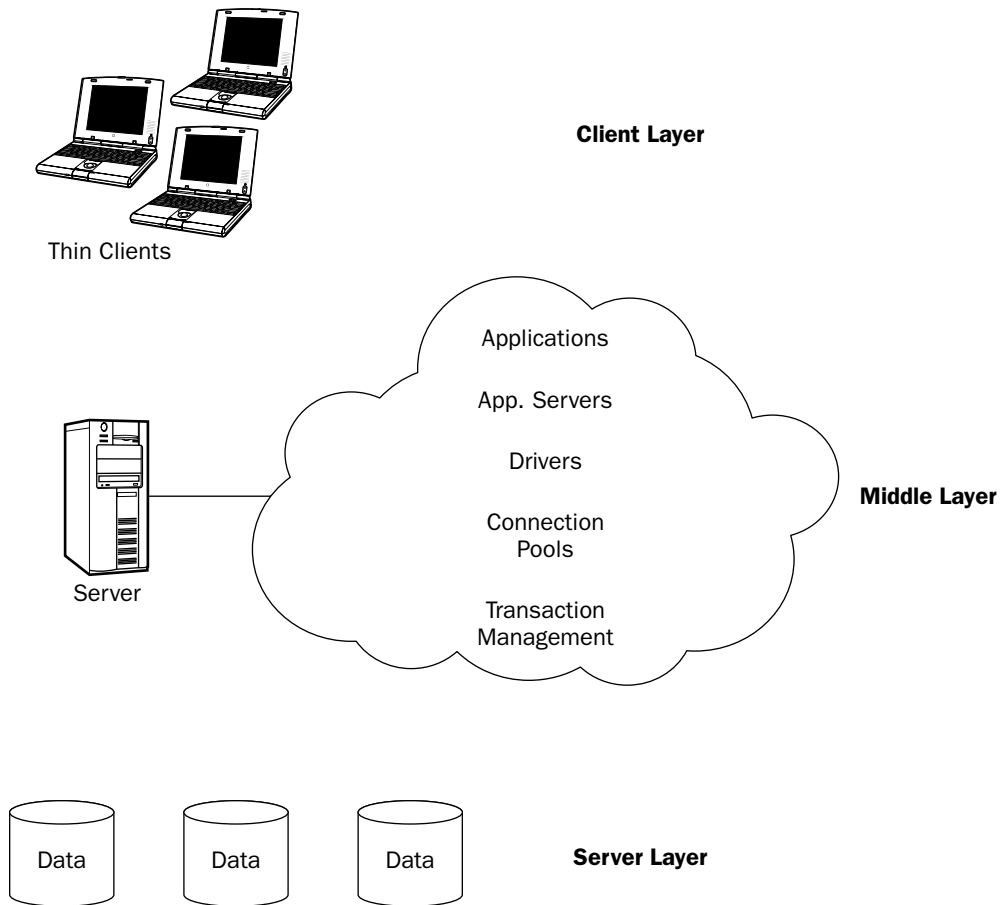 Client Layer
Thin Clients
Applications
App. Servers
Drivers
Connection
Pools
Middle Layer
Server
Transaction
Management
Data
Data
Data
Server Layer